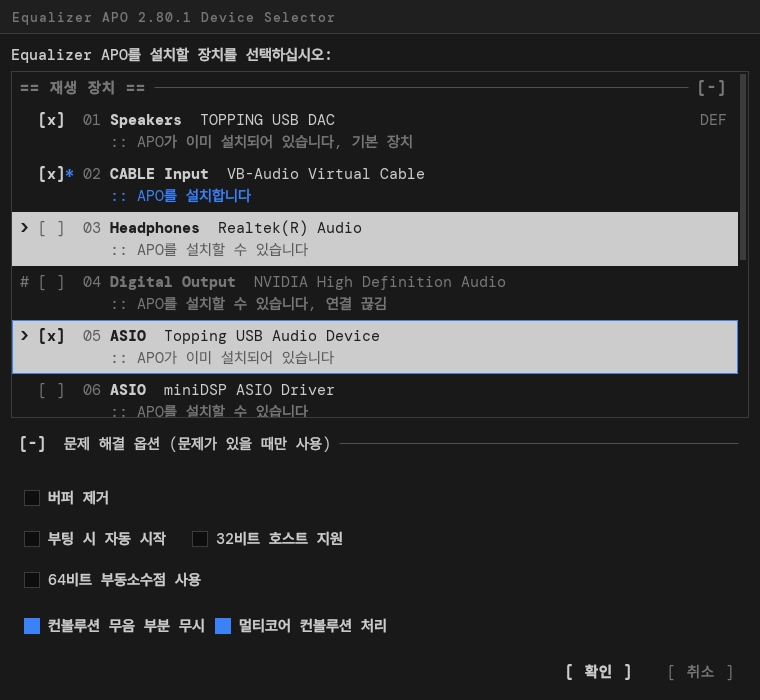 Equalizer APO 2.80.1 Device Selector
Equalizer APO를 설치할 장치를 선택하십시오:
== 재생 장치 == [-]
[x] 01 Speakers TOPPING USB DAC DEF
:: APO가 이미 설치되어 있습니다, 기본 장치
[x]* 02 CABLE Input VB-Audio Virtual Cable
:: APO를 설치합니다
> [ ] 03 Headphones Realtek(R) Audio
:: APO를 설치할 수 있습니다
# [ ] 04 Digital Output NVIDIA High Definition Audio
:: APO를 설치할 수 있습니다, 연결 끊김
> [x] 05 ASIO Topping USB Audio Device
:: APO가 이미 설치되어 있습니다
[ ] 06 ASIO miniDSP ASIO Driver
:: APO를 설치할 수 있습니다
[-] 문제 해결 옵션 (문제가 있을 때만 사용)
버퍼 제거
부팅 시 자동 시작 32비트 호스트 지원
64비트 부동소수점 사용
컨볼루션 무음 부분 무시 멀티코어 컨볼루션 처리
[ 확인 ] [ 취소 ]